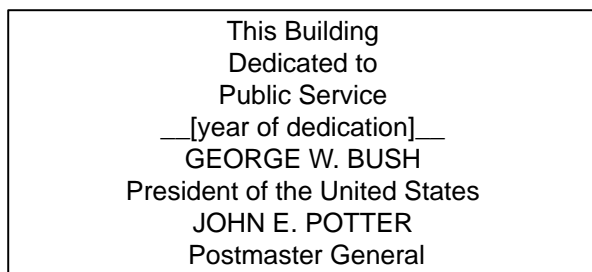 This Building
Dedicated to
Public Service
__[year of dedication]__
GEORGE W. BUSH
President of the United States
JOHN E. POTTER
Postmaster General